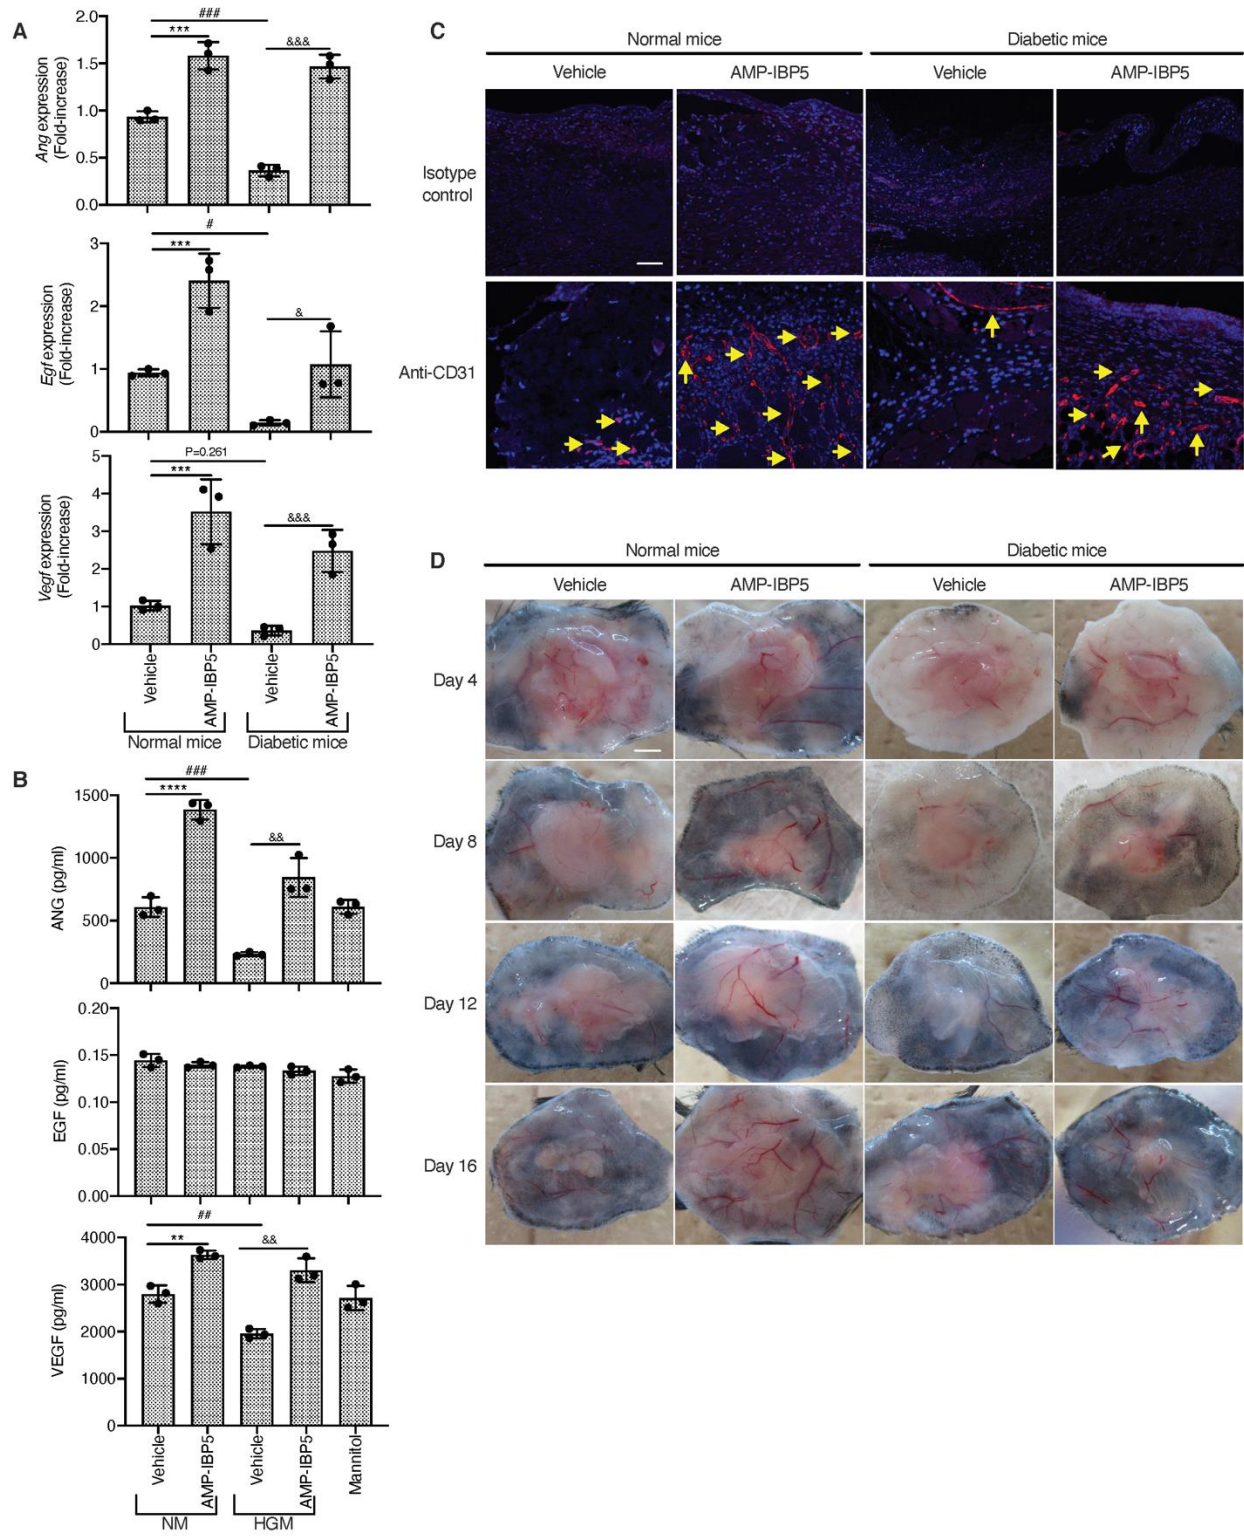 A
Ang expression
(Fold-increase)
2.0
1.5
1.0
0.5
0.0
###
***
&&&
Egf expression
(Fold-increase)
3
2
1
0
#
***
&
Vegf expression
(Fold-increase)
5
4
3
2
1
0
P=0.261
***
&&&
Vehicle
AMP-IBP5
Vehicle
AMP-IBP5
Normal mice
Diabetic mice
B
ANG (pg/ml)
1500
1000
500
0
###
****
&&
EGF (pg/ml)
0.20
0.15
0.10
0.05
0.00
VEGF (pg/ml)
4000
3000
2000
1000
0
##
**
&&
Vehicle
AMP-IBP5
Vehicle
AMP-IBP5
Mannitol
NM
HGM
C
Normal mice
Diabetic mice
Vehicle
AMP-IBP5
Vehicle
AMP-IBP5
Isotype
control
Anti-CD31
D
Normal mice
Diabetic mice
Vehicle
AMP-IBP5
Vehicle
AMP-IBP5
Day 4
Day 8
Day 12
Day 16